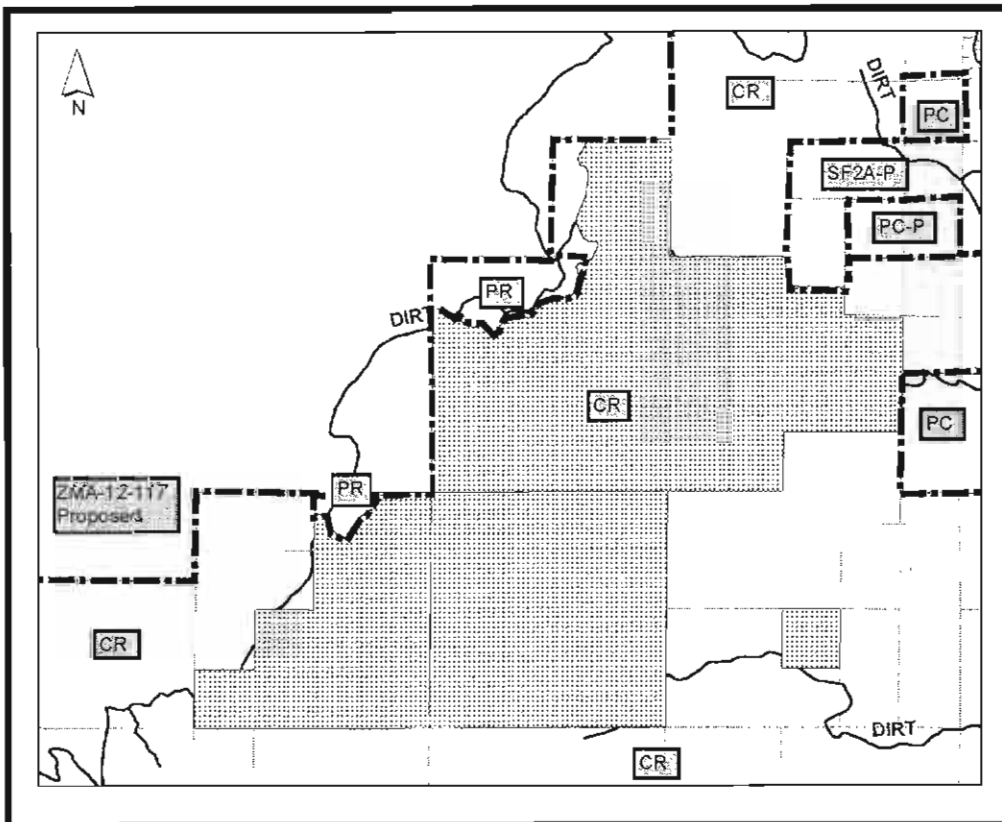 N
CR
DIRT
PC
SF2A-P
PC-P
PR
DIRT
CR
PC
PR
ZMA-12-117
Proposed
CR
DIRT
CR